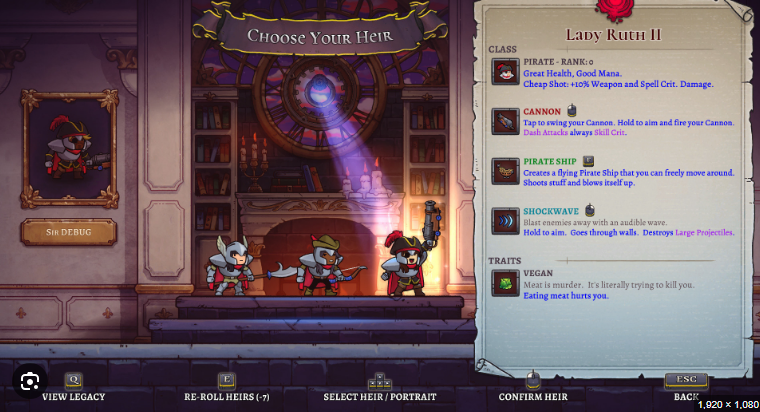 Choose Your Heir
Lady Ruth II
CLASS
PIRATE - RANK: 0
Great Health, Good Mana.
Cheap Shot: +10% Weapon and Spell Crit. Damage.
CANNON
Tap to swing your Cannon. Hold to aim and fire your Cannon.
Dash Attacks always Skill Crit.
PIRATE SHIP
Creates a flying Pirate Ship that you can freely move around.
Shoots stuff and blows itself up.
SHOCKWAVE
Blast enemies away with an audible wave.
Hold to aim. Goes through walls. Destroys Large Projectiles.
TRAITS
VEGAN
Meat is murder. It's literally trying to kill you.
Eating meat hurts you.
Sir DEBUG
Q
E
ESC
VIEW LEGACY
RE-ROLL HEIRS (-7)
SELECT HEIR / PORTRAIT
CONFIRM HEIR
BACK
1,920 × 1,080